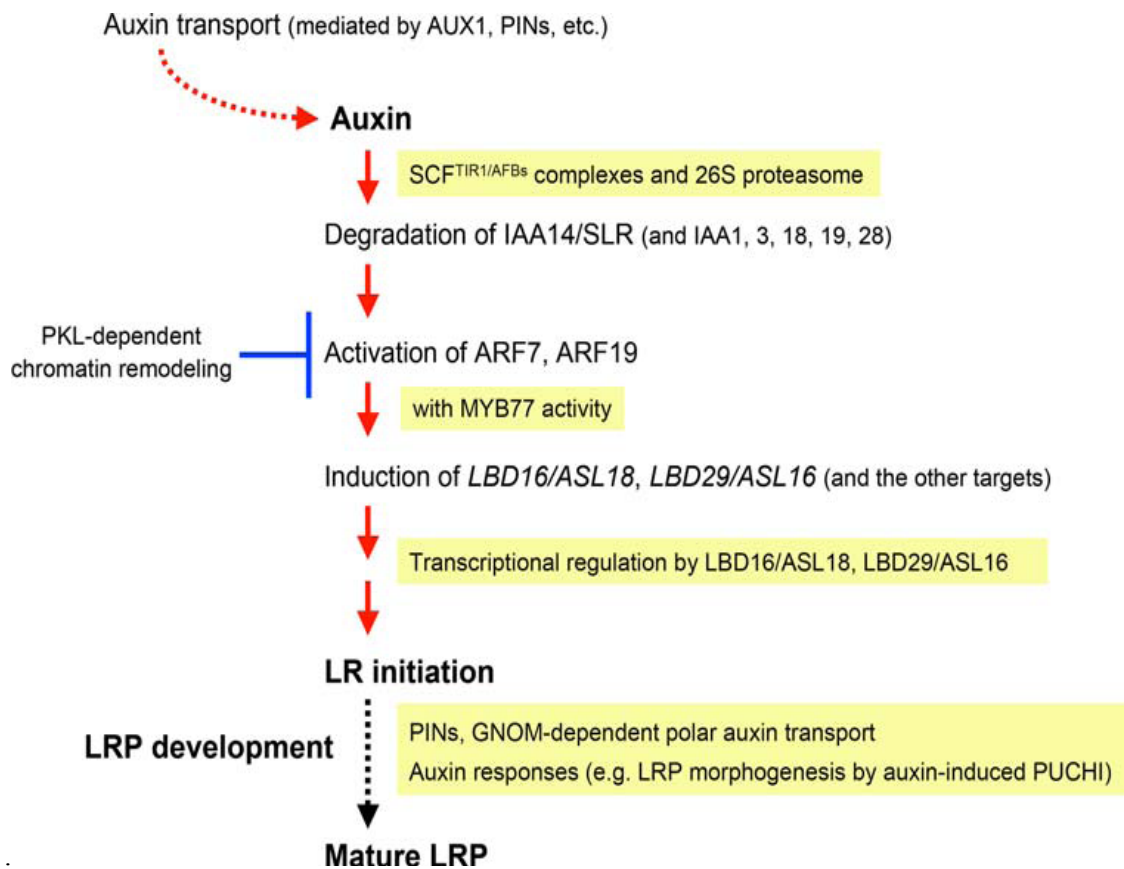 Auxin transport (mediated by AUX1, PINs, etc.)
Auxin
SCFTIR1/AFBs complexes and 26S proteasome
Degradation of IAA14/SLR (and IAA1, 3, 18, 19, 28)
PKL-dependent
chromatin remodeling
Activation of ARF7, ARF19
with MYB77 activity
Induction of LBD16/ASL18, LBD29/ASL16 (and the other targets)
Transcriptional regulation by LBD16/ASL18, LBD29/ASL16
LR initiation
LRP development
PINs, GNOM-dependent polar auxin transport
Auxin responses (e.g. LRP morphogenesis by auxin-induced PUCHI)
Mature LRP
.